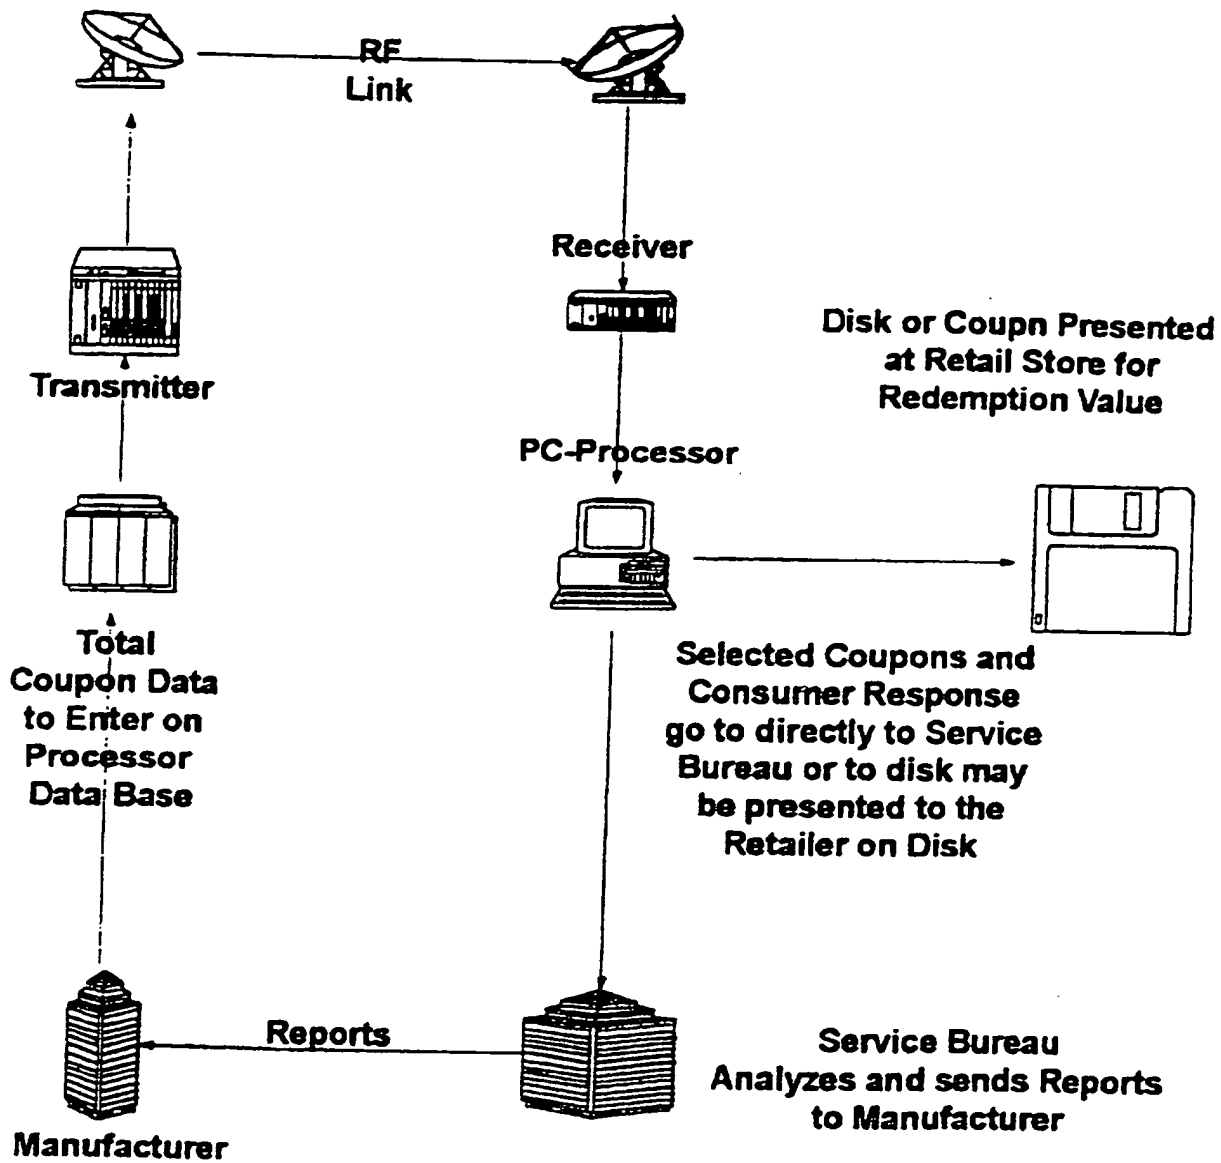 RF
Link
Receiver
Disk or Coupn Presented
at Retail Store for
Redemption Value
Transmitter
PC-Processor
Total
Coupon Data
to Enter on
Processor
Data Base
Selected Coupons and
Consumer Response
go to directly to Service
Bureau or to disk may
be presented to the
Retailer on Disk
Reports
Service Bureau
Analyzes and sends Reports
to Manufacturer
Manufacturer